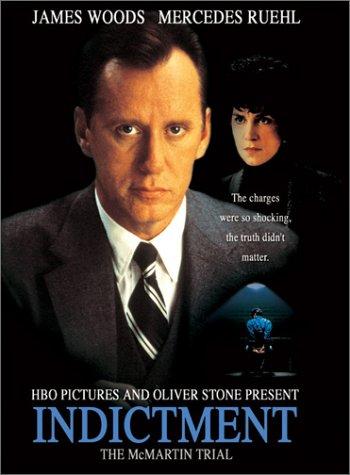 JAMES WOODS MERCEDES RUEHL
The charges
were so shocking,
the truth didn't
matter.
HBO PICTURES AND OLIVER STONE PRESENT
INDICTMENT
THE MCMARTIN TRIAL